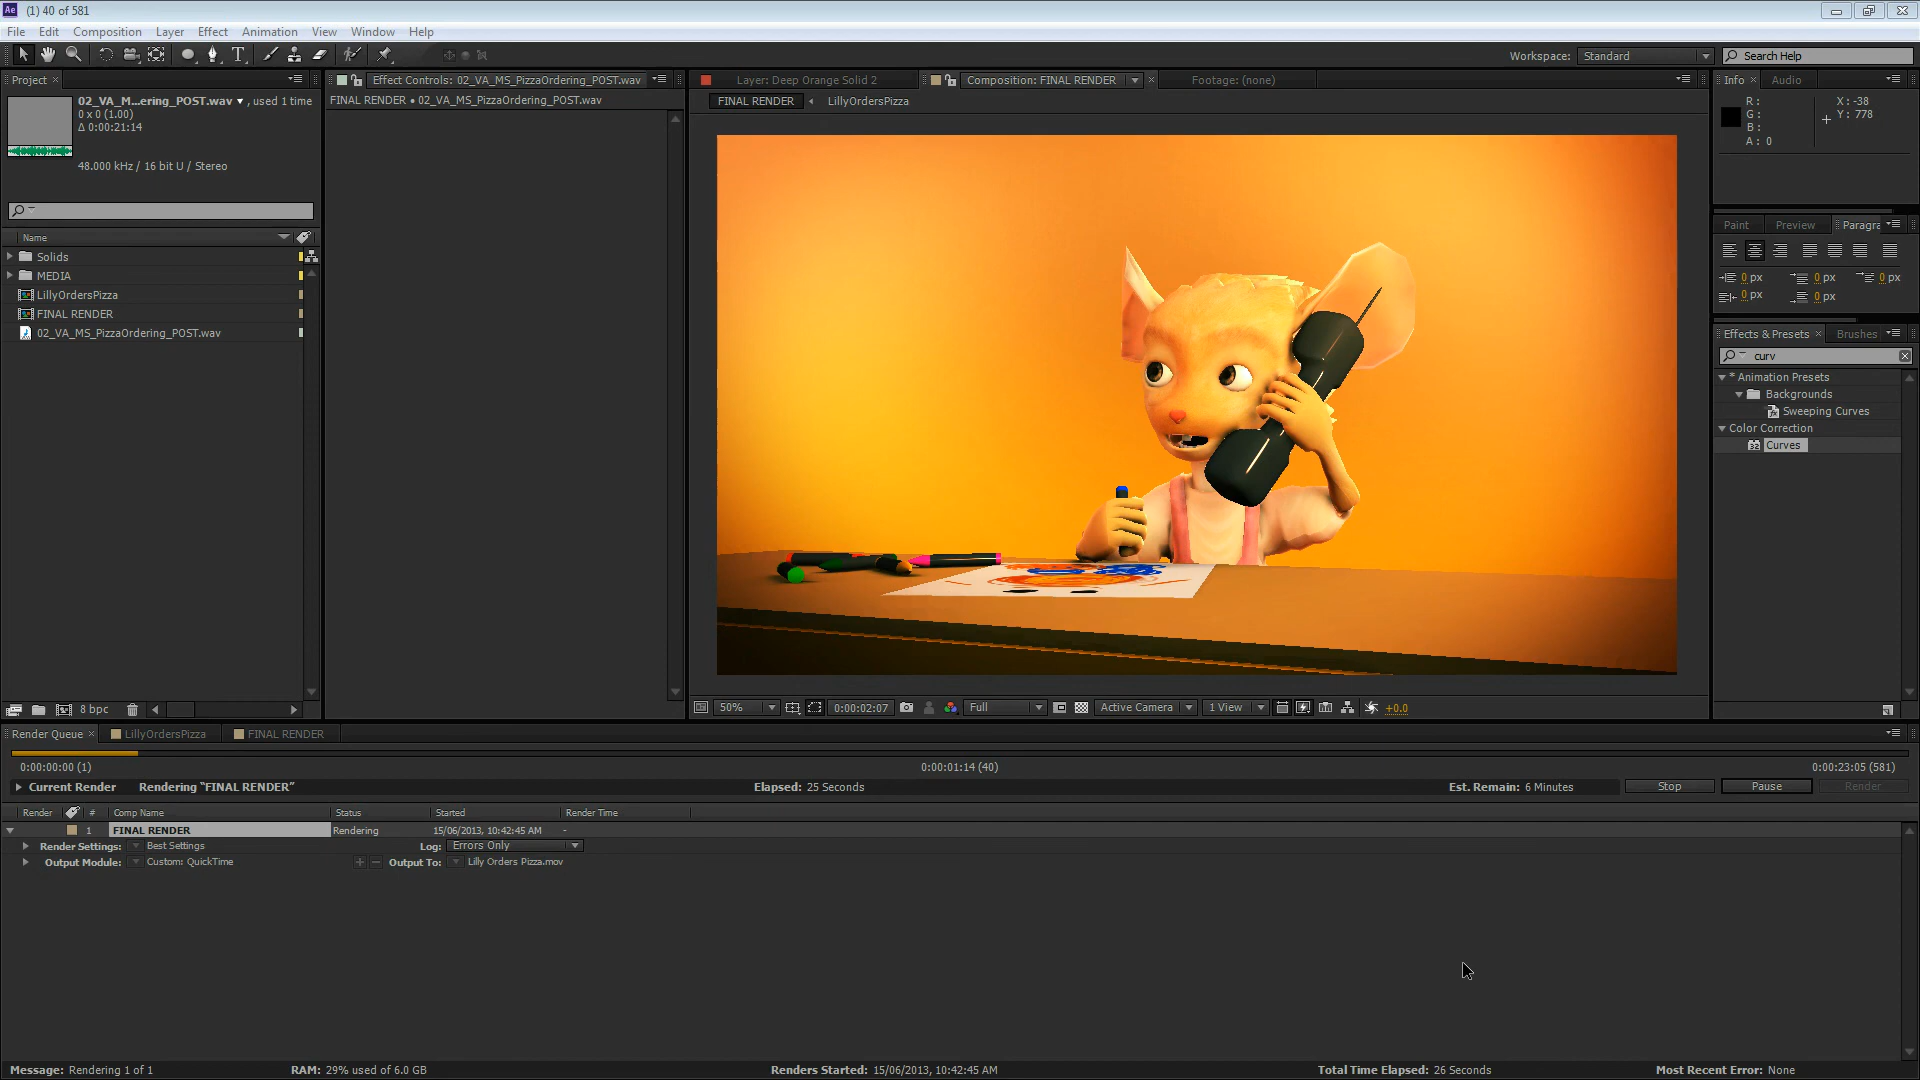 Ae (1) 40 of 581
File Edit Composition Layer Effect Animation View Window Help
Workspace: Standard Search Help
Project
Effect Controls: 02_VA_MS_PizzaOrdering_POST.wav
Layer: Deep Orange Solid 2
Composition: FINAL RENDER
Footage: (none)
Info Audio
02_VA_M...ering_POST.wav , used 1 time
0 x 0 (1.00)
Δ 0:00:21:14
48.000 kHz / 16 bit U / Stereo
FINAL RENDER • 02_VA_MS_PizzaOrdering_POST.wav
FINAL RENDER LillyOrdersPizza
R :
G :
B :
A : 0
X : -38
Y : 778
Paint Preview Paragra
0 px 0 px 0 px
0 px 0 px
Name
Solids
MEDIA
LillyOrdersPizza
FINAL RENDER
02_VA_MS_PizzaOrdering_POST.wav
Effects & Presets Brushes
curv
* Animation Presets
Backgrounds
Sweeping Curves
Color Correction
32 Curves
8 bpc
50% 0:00:02:07 Full Active Camera 1 View +0.0
Render Queue LillyOrdersPizza FINAL RENDER
0:00:00:00 (1) 0:00:01:14 (40) 0:00:23:05 (581)
Current Render Rendering “FINAL RENDER” Elapsed: 25 Seconds Est. Remain: 6 Minutes Stop Pause Render
Render # Comp Name Status Started Render Time
1 FINAL RENDER Rendering 15/06/2013, 10:42:45 AM -
Render Settings: Best Settings Log: Errors Only
Output Module: Custom: QuickTime + - Output To: Lilly Orders Pizza.mov
Message: Rendering 1 of 1 RAM: 29% used of 6.0 GB Renders Started: 15/06/2013, 10:42:45 AM Total Time Elapsed: 26 Seconds Most Recent Error: None